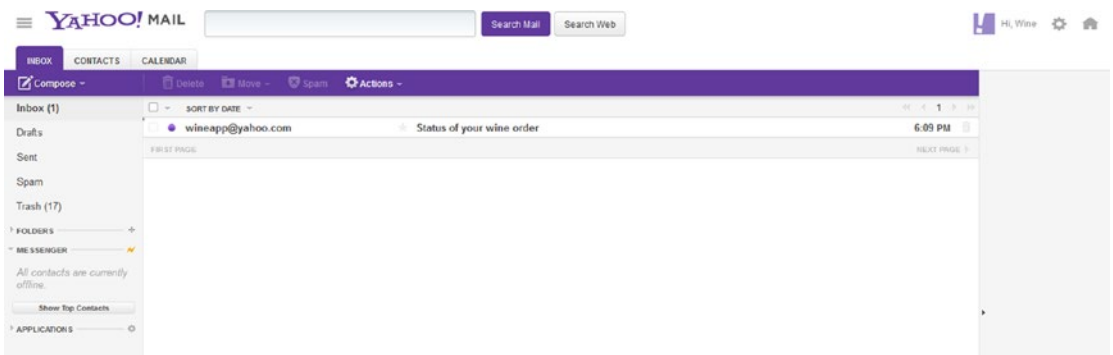 YAHOO! MAIL
Search Mail
Search Web
Hi, Wine
INBOX
CONTACTS
CALENDAR
Compose
Delete
Move
Spam
Actions
Inbox (1)
SORT BY DATE
1
Drafts
wineapp@yahoo.com
Status of your wine order
6:09 PM
Sent
FIRST PAGE
NEXT PAGE
Spam
Trash (17)
FOLDERS
MESSENGER
All contacts are currently
offline.
Show Top Contacts
APPLICATIONS